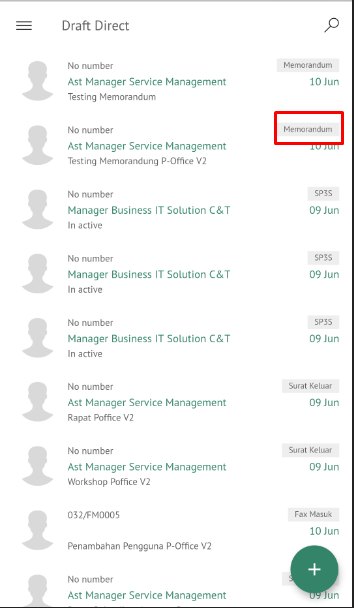 Draft Direct
No number
Memorandum
Ast Manager Service Management
10 Jun
Testing Memorandum
No number
Memorandum
Ast Manager Service Management
10 Jun
Testing Memorandung P-Office V2
No number
SP3S
Manager Business IT Solution C&T
09 Jun
In active
No number
SP3S
Manager Business IT Solution C&T
09 Jun
In active
No number
SP3S
Manager Business IT Solution C&T
09 Jun
In active
No number
Surat Keluar
Ast Manager Service Management
09 Jun
Rapat Poffice V2
No number
Surat Keluar
Ast Manager Service Management
09 Jun
Workshop Poffice V2
032/FM0005
Fax Masuk
10 Jun
Penambahan Pengguna P-Office V2
No number
Ast Manager Service Management
09 Jun